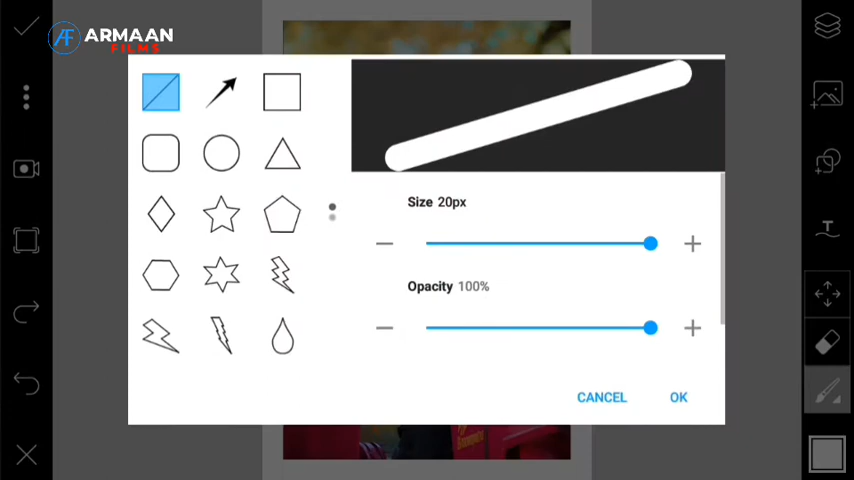 ARMAAN
FILMS
Size 20px
Opacity 100%
CANCEL
OK